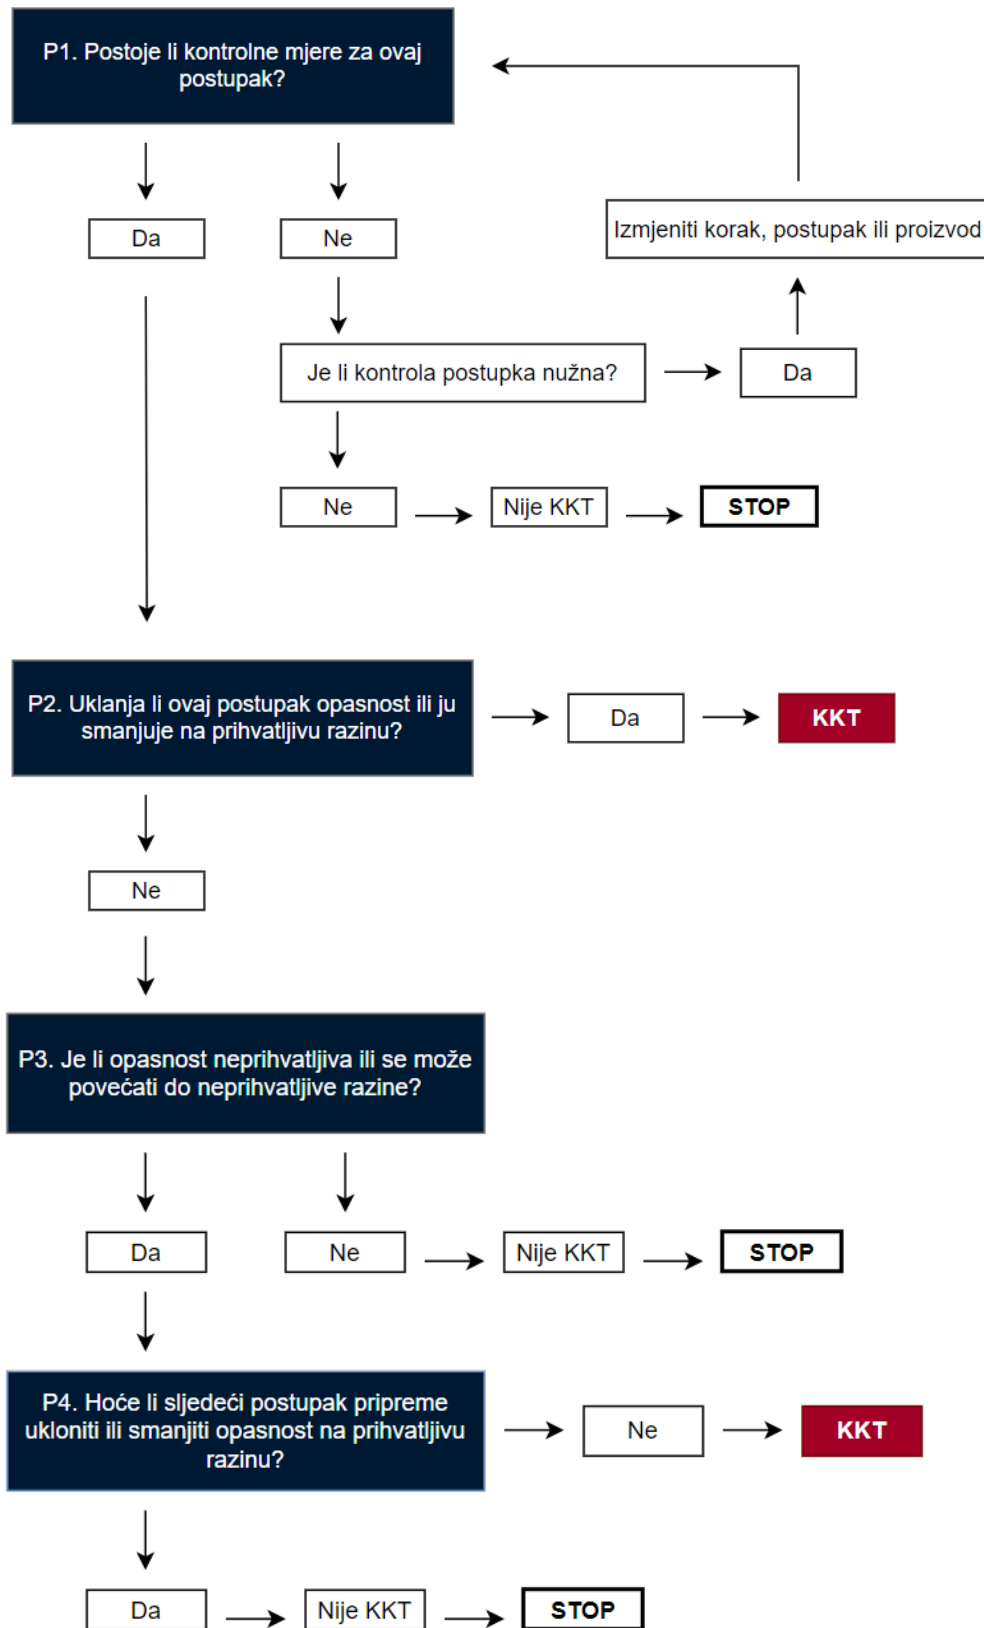 P1. Postoje li kontrolne mjere za ovaj
postupak?
Da
Ne
Izmjeniti korak, postupak ili proizvod
Je li kontrola postupka nužna?
Da
Ne
Nije KKT
STOP
P2. Uklanja li ovaj postupak opasnost ili ju
smanjuje na prihvatljivu razinu?
Da
KKT
Ne
P3. Je li opasnost neprihvatljiva ili se može
povećati do neprihvatljive razine?
Da
Ne
Nije KKT
STOP
P4. Hoće li sljedeći postupak pripreme
ukloniti ili smanjiti opasnost na prihvatljivu
razinu?
Ne
KKT
Da
Nije KKT
STOP